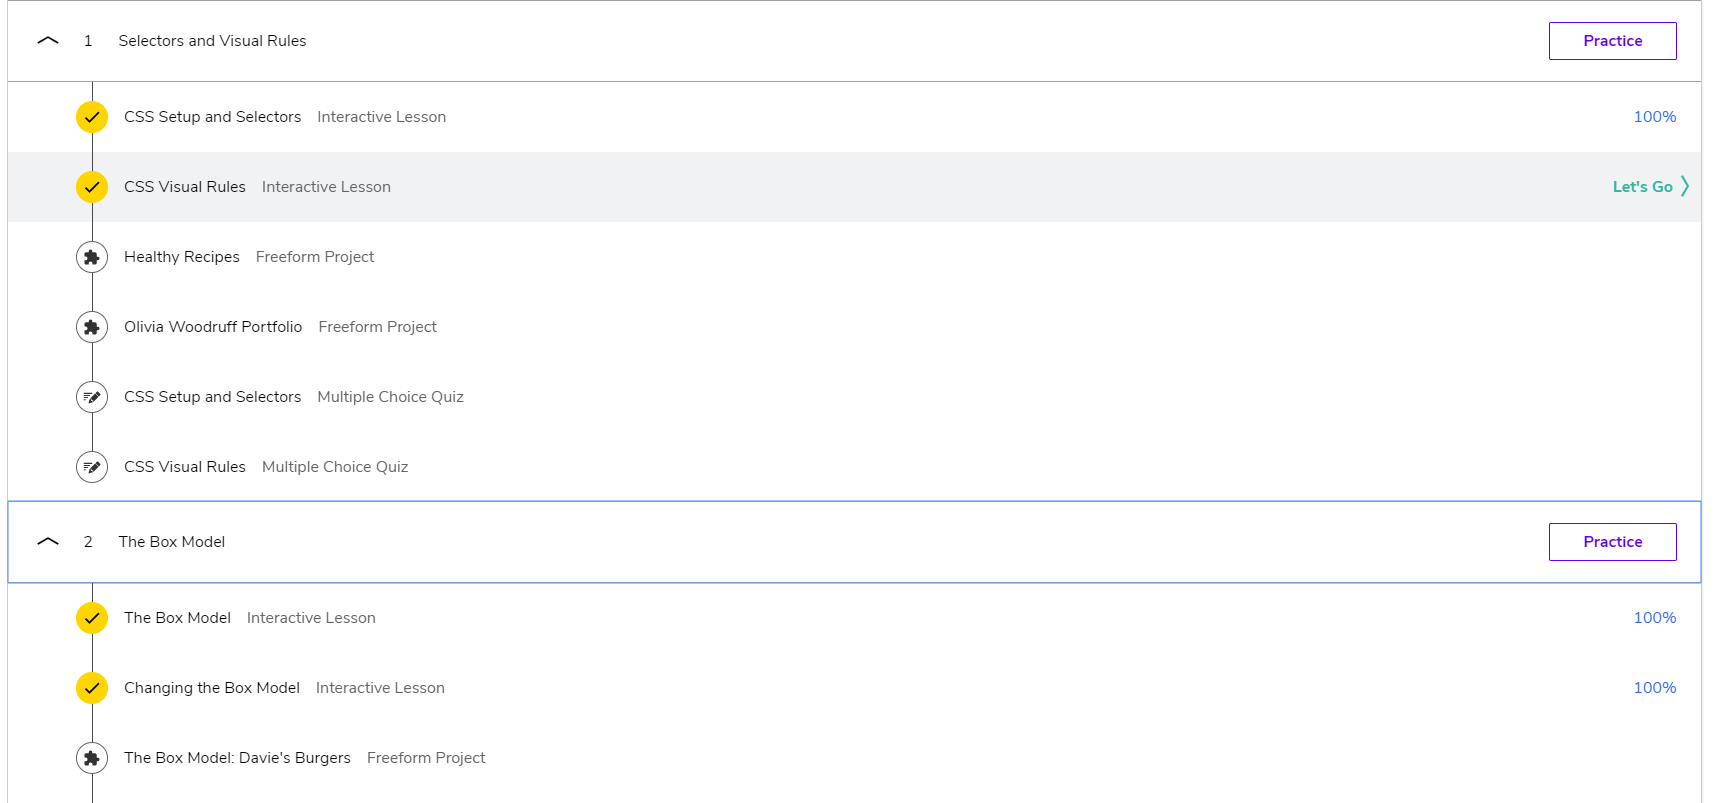 1 Selectors and Visual Rules Practice
CSS Setup and Selectors Interactive Lesson 100%
CSS Visual Rules Interactive Lesson Let's Go
Healthy Recipes Freeform Project
Olivia Woodruff Portfolio Freeform Project
CSS Setup and Selectors Multiple Choice Quiz
CSS Visual Rules Multiple Choice Quiz
2 The Box Model Practice
The Box Model Interactive Lesson 100%
Changing the Box Model Interactive Lesson 100%
The Box Model: Davie's Burgers Freeform Project